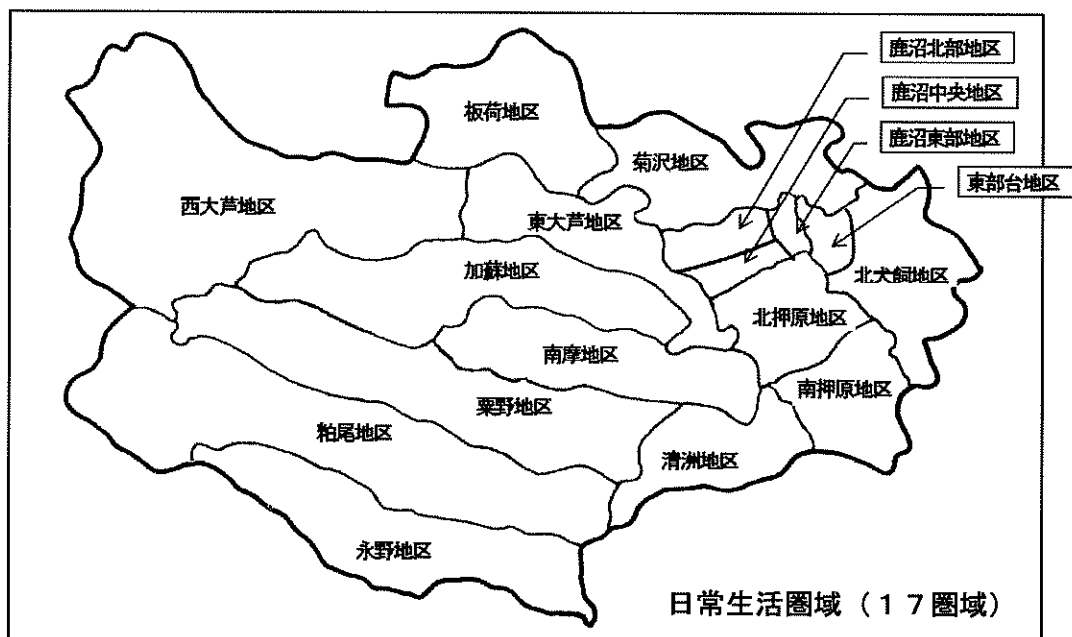 鹿沼北部地区
鹿沼中央地区
鹿沼東部地区
東部台地区
板荷地区
菊沢地区
西大芦地区
東大芦地区
加蘇地区
北犬飼地区
北押原地区
南摩地区
南押原地区
粟野地区
粕尾地区
清洲地区
永野地区
日常生活圏域（１７圏域）